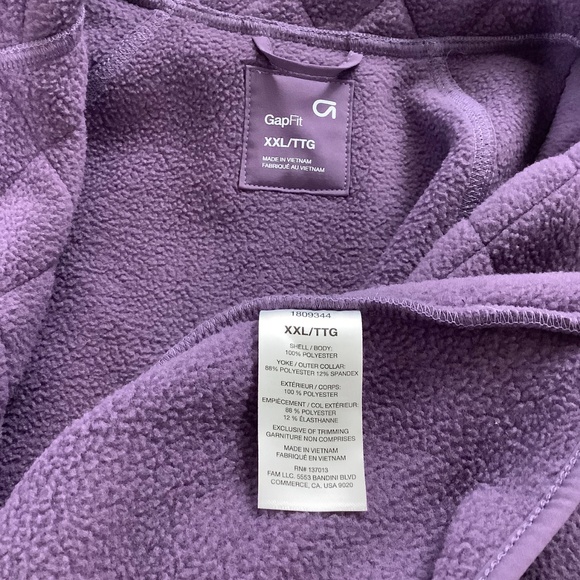 GapFit
XXL/TTG
MADE IN VIETNAM
FABRIQUÉ AU VIETNAM
1809344
XXL/TTG
SHELL / BODY:
100% POLYESTER
YOKE / OUTER COLLAR:
88% POLYESTER 12% SPANDEX
EXTÉRIEUR / CORPS:
100 % POLYESTER
EMPIÈCEMENT / COL EXTÉRIEUR:
88 % POLYESTER
12 % ÉLASTHANNE
EXCLUSIVE OF TRIMMING
GARNITURE NON COMPRISES
MADE IN VIETNAM
FABRIQUÉ EN VIETNAM
RN# 137013
FAM LLC. 5553 BANDINI BLVD
COMMERCE, CA. USA 9020